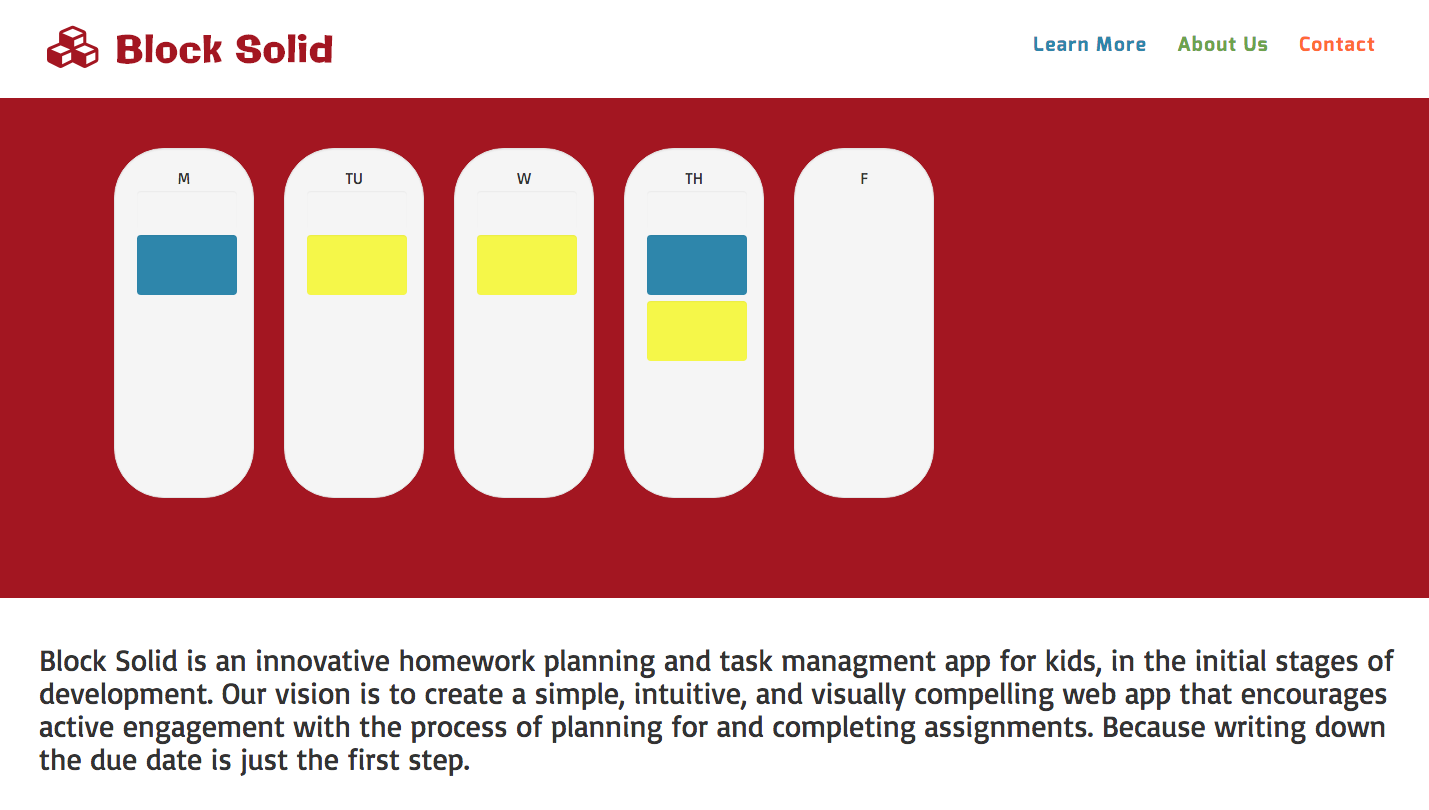 Block Solid
Learn More About Us Contact
M TU W TH F
Block Solid is an innovative homework planning and task managment app for kids, in the initial stages of
development. Our vision is to create a simple, intuitive, and visually compelling web app that encourages
active engagement with the process of planning for and completing assignments. Because writing down
the due date is just the first step.